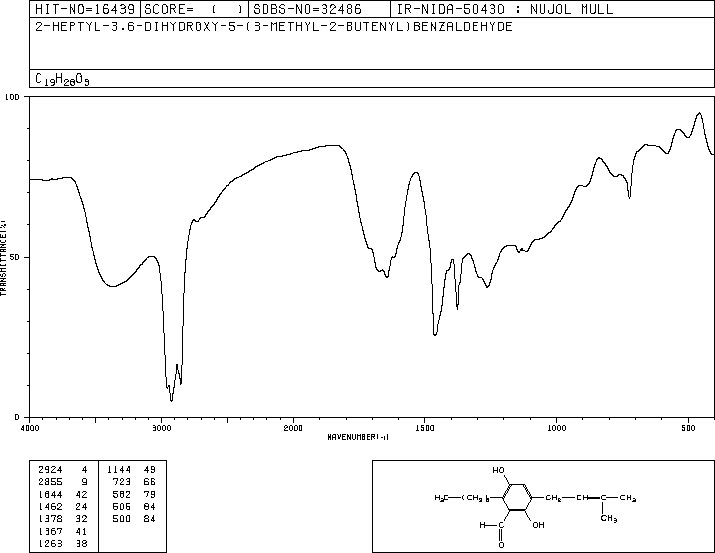 HIT-NO=16439 SCORE= ( ) SDBS-NO=32486 IR-NIDA-50430 : NUJOL MULL
2-HEPTYL-3,6-DIHYDROXY-5-(3-METHYL-2-BUTENYL)BENZALDEHYDE
C19H28O3
100
50
0
TRANSMITTANCE(%)
4000 3000 2000 1500 1000 500
WAVENUMBER(-1)
2924 4 1144 49
2855 9 723 66
1644 42 582 79
1462 24 506 84
1378 32 500 84
1367 41
1263 38
HO
OH
CH
O
CH2 CH C CH3
CH3